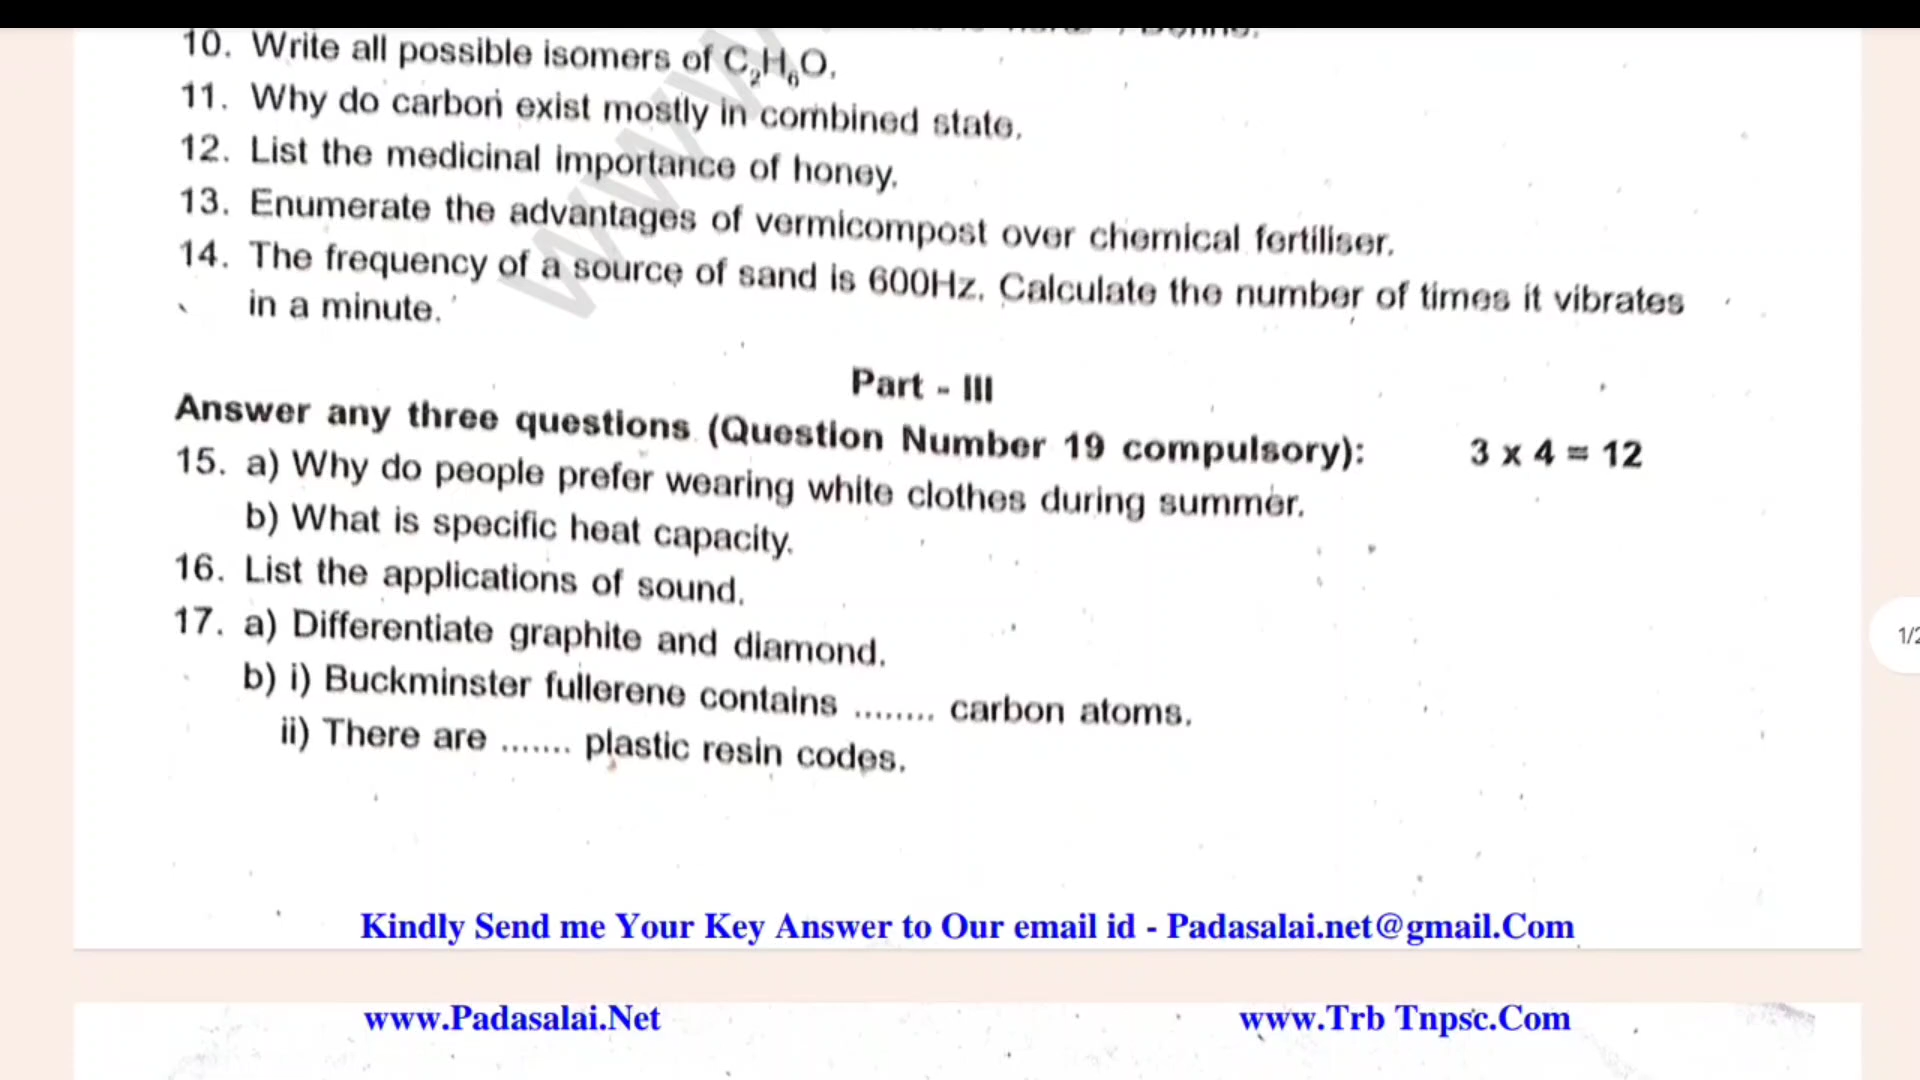 10. Write all possible isomers of C₂H₆O.
11. Why do carbon exist mostly in combined state.
12. List the medicinal importance of honey.
13. Enumerate the advantages of vermicompost over chemical fertiliser.
14. The frequency of a source of sand is 600Hz. Calculate the number of times it vibrates
in a minute.
Part - III
Answer any three questions (Question Number 19 compulsory): 3 x 4 = 12
15. a) Why do people prefer wearing white clothes during summer.
b) What is specific heat capacity.
16. List the applications of sound.
17. a) Differentiate graphite and diamond.
b) i) Buckminster fullerene contains ........ carbon atoms.
ii) There are ....... plastic resin codes.
1/2
Kindly Send me Your Key Answer to Our email id - Padasalai.net@gmail.Com
www.Padasalai.Net www.Trb Tnpsc.Com